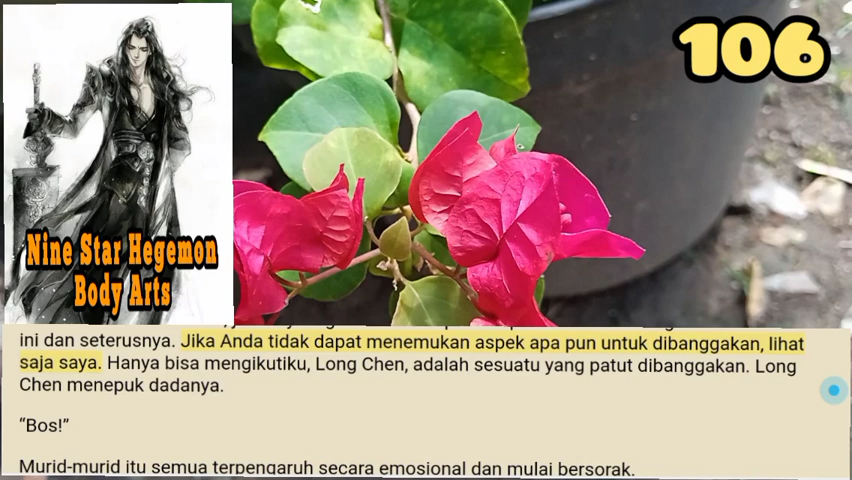 106
Nine Star Hegemon
Body Arts
ini dan seterusnya. Jika Anda tidak dapat menemukan aspek apa pun untuk dibanggakan, lihat
saja saya. Hanya bisa mengikutiku, Long Chen, adalah sesuatu yang patut dibanggakan. Long
Chen menepuk dadanya.
“Bos!”
Murid-murid itu semua terpengaruh secara emosional dan mulai bersorak.